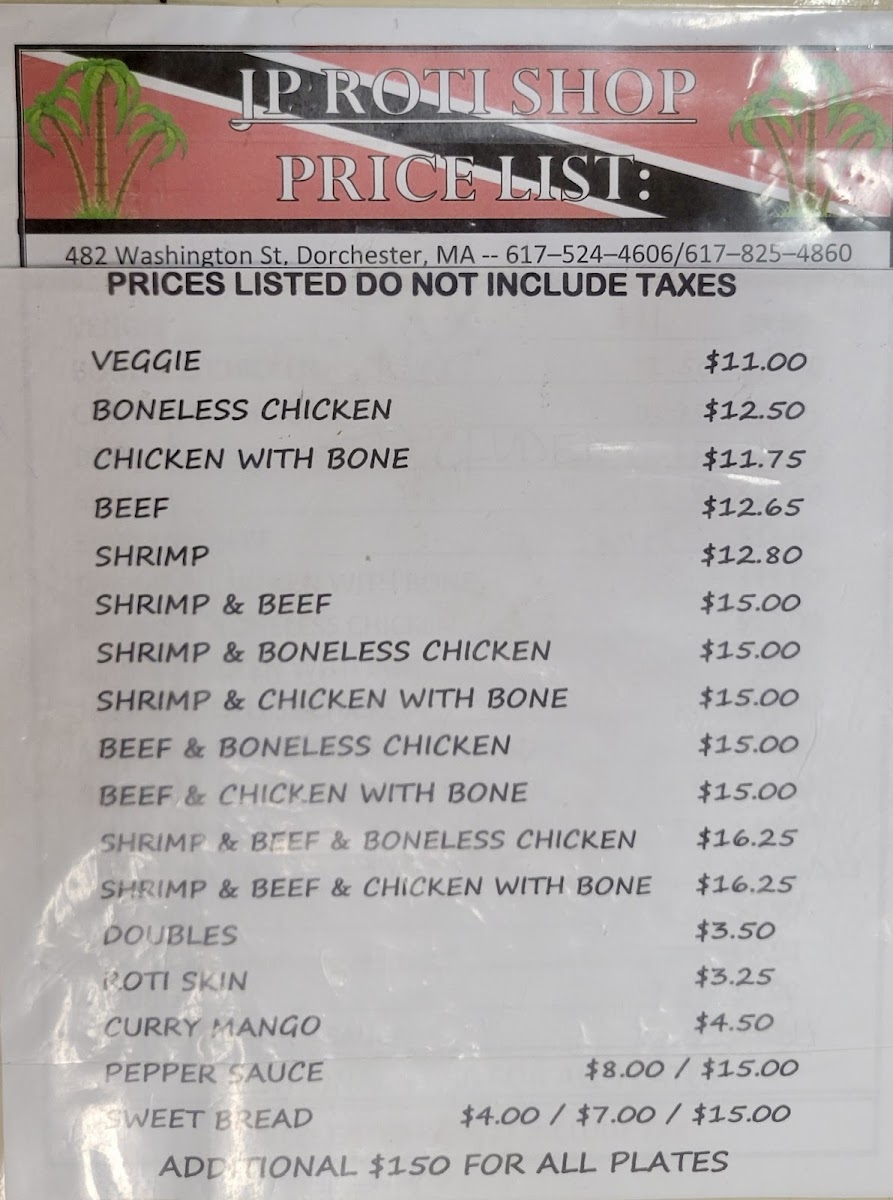 JP ROTI SHOP
PRICE LIST:
482 Washington St, Dorchester, MA -- 617–524–4606/617–825–4860
PRICES LISTED DO NOT INCLUDE TAXES
VEGGIE $11.00
BONELESS CHICKEN $12.50
CHICKEN WITH BONE $11.75
BEEF $12.65
SHRIMP $12.80
SHRIMP & BEEF $15.00
SHRIMP & BONELESS CHICKEN $15.00
SHRIMP & CHICKEN WITH BONE $15.00
BEEF & BONELESS CHICKEN $15.00
BEEF & CHICKEN WITH BONE $15.00
SHRIMP & BEEF & BONELESS CHICKEN $16.25
SHRIMP & BEEF & CHICKEN WITH BONE $16.25
DOUBLES $3.50
ROTI SKIN $3.25
CURRY MANGO $4.50
PEPPER SAUCE $8.00 / $15.00
SWEET BREAD $4.00 / $7.00 / $15.00
ADDITIONAL $150 FOR ALL PLATES